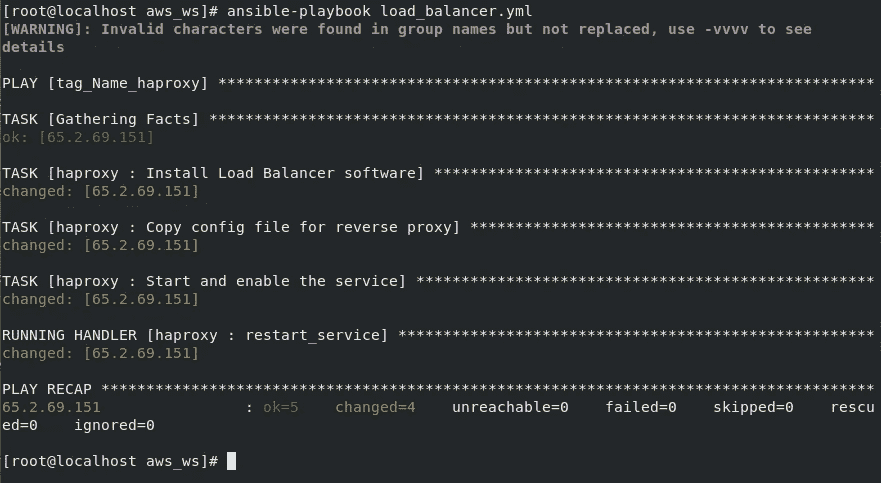 [root@localhost aws_ws]# ansible-playbook load_balancer.yml
[WARNING]: Invalid characters were found in group names but not replaced, use -vvvv to see
details
PLAY [tag_Name_haproxy] *************************************************************************
TASK [Gathering Facts] **************************************************************************
ok: [65.2.69.151]
TASK [haproxy : Install Load Balancer software] *************************************************
changed: [65.2.69.151]
TASK [haproxy : Copy config file for reverse proxy] *********************************************
changed: [65.2.69.151]
TASK [haproxy : Start and enable the service] ***************************************************
changed: [65.2.69.151]
RUNNING HANDLER [haproxy : restart_service] *****************************************************
changed: [65.2.69.151]
PLAY RECAP **************************************************************************************
65.2.69.151                : ok=5    changed=4    unreachable=0    failed=0    skipped=0    rescu
ed=0    ignored=0
[root@localhost aws_ws]#